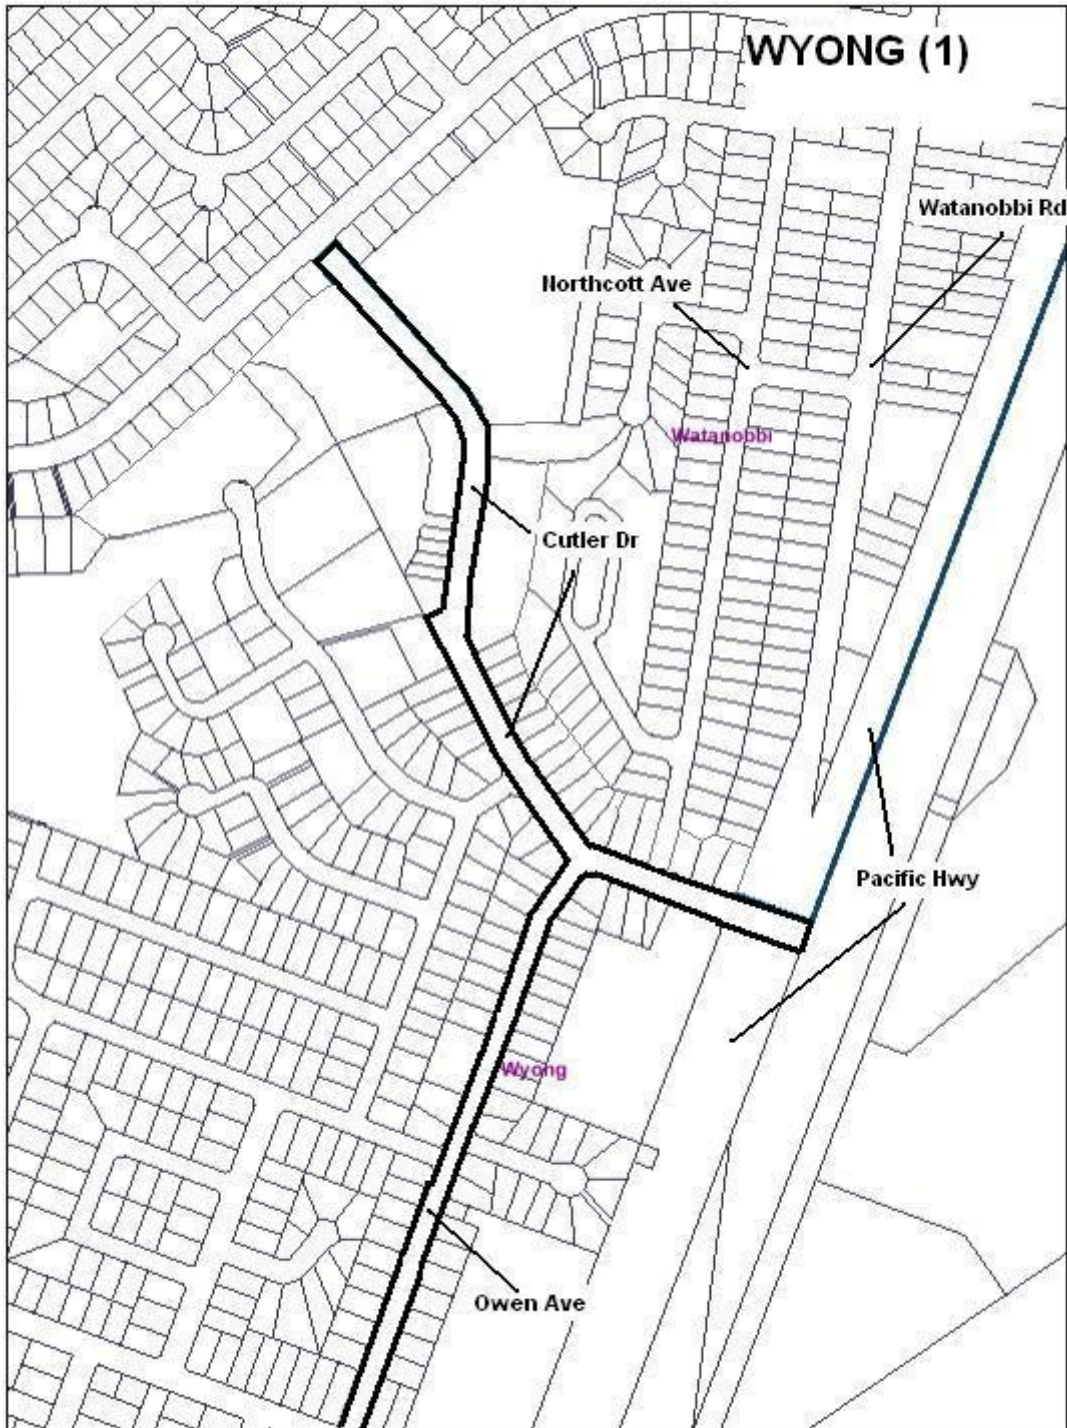 WYONG (1)
Watanobbi Rd
Northcott Ave
Watanobbi
Cutler Dr
Pacific Hwy
Wyong
Owen Ave